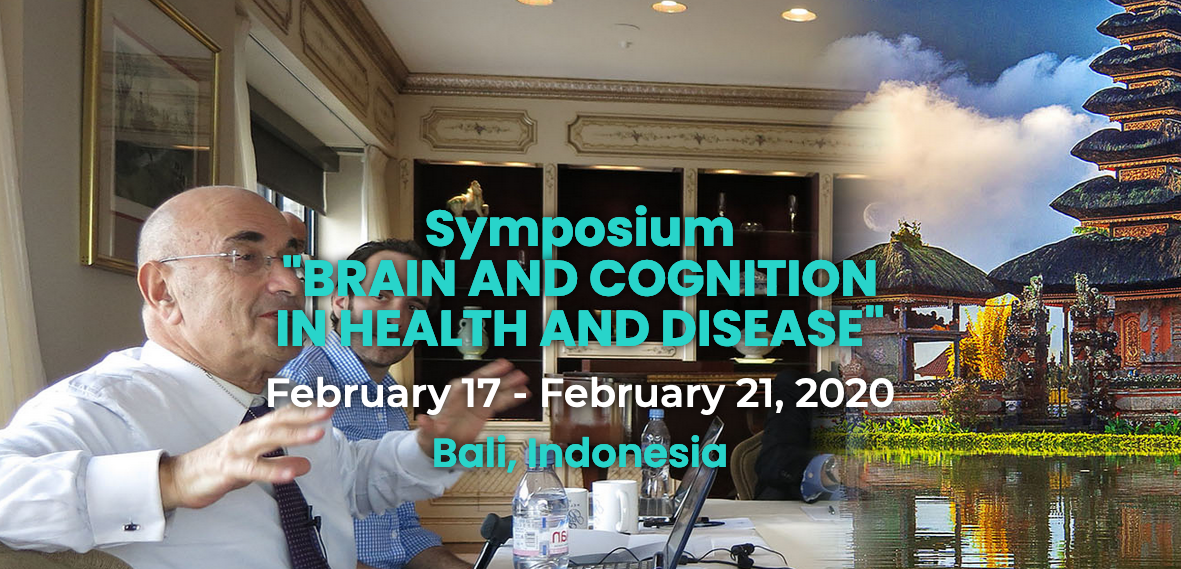 Symposium
"BRAIN AND COGNITION
IN HEALTH AND DISEASE"
February 17 - February 21, 2020
Bali, Indonesia